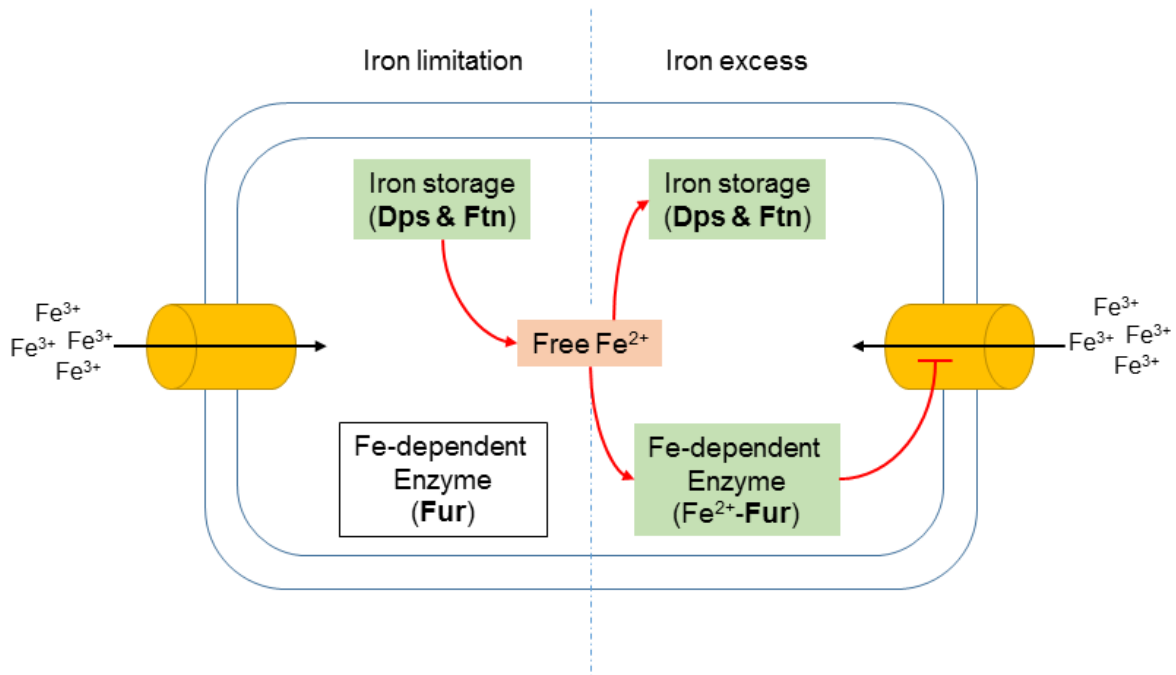 Iron limitation
Iron excess
Iron storage
(Dps & Ftn)
Iron storage
(Dps & Ftn)
Fe³⁺
Fe³⁺ Fe³⁺
Fe³⁺
Free Fe²⁺
Fe³⁺
Fe³⁺ Fe³⁺
Fe³⁺
Fe-dependent
Enzyme
(Fur)
Fe-dependent
Enzyme
(Fe²⁺-Fur)